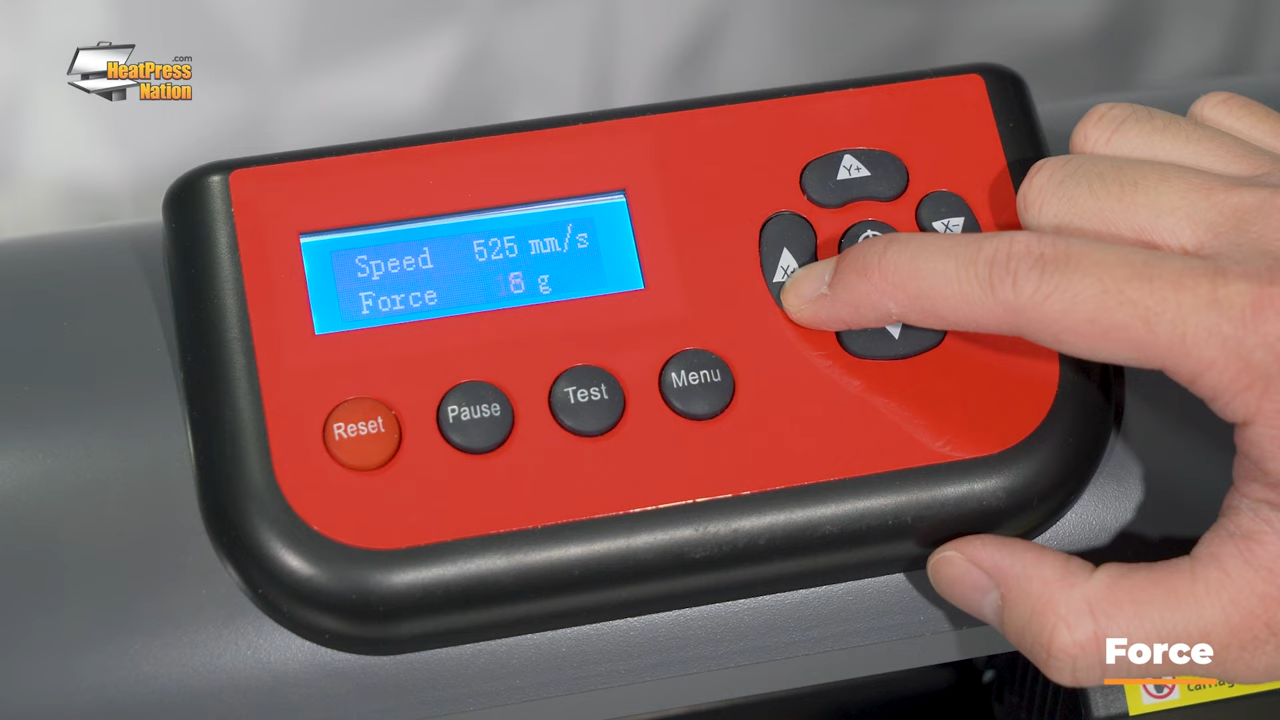 .com
HeatPress
Nation
Speed 525 mm/s
Force g
Y+
X-
Reset
Pause
Test
Menu
Force